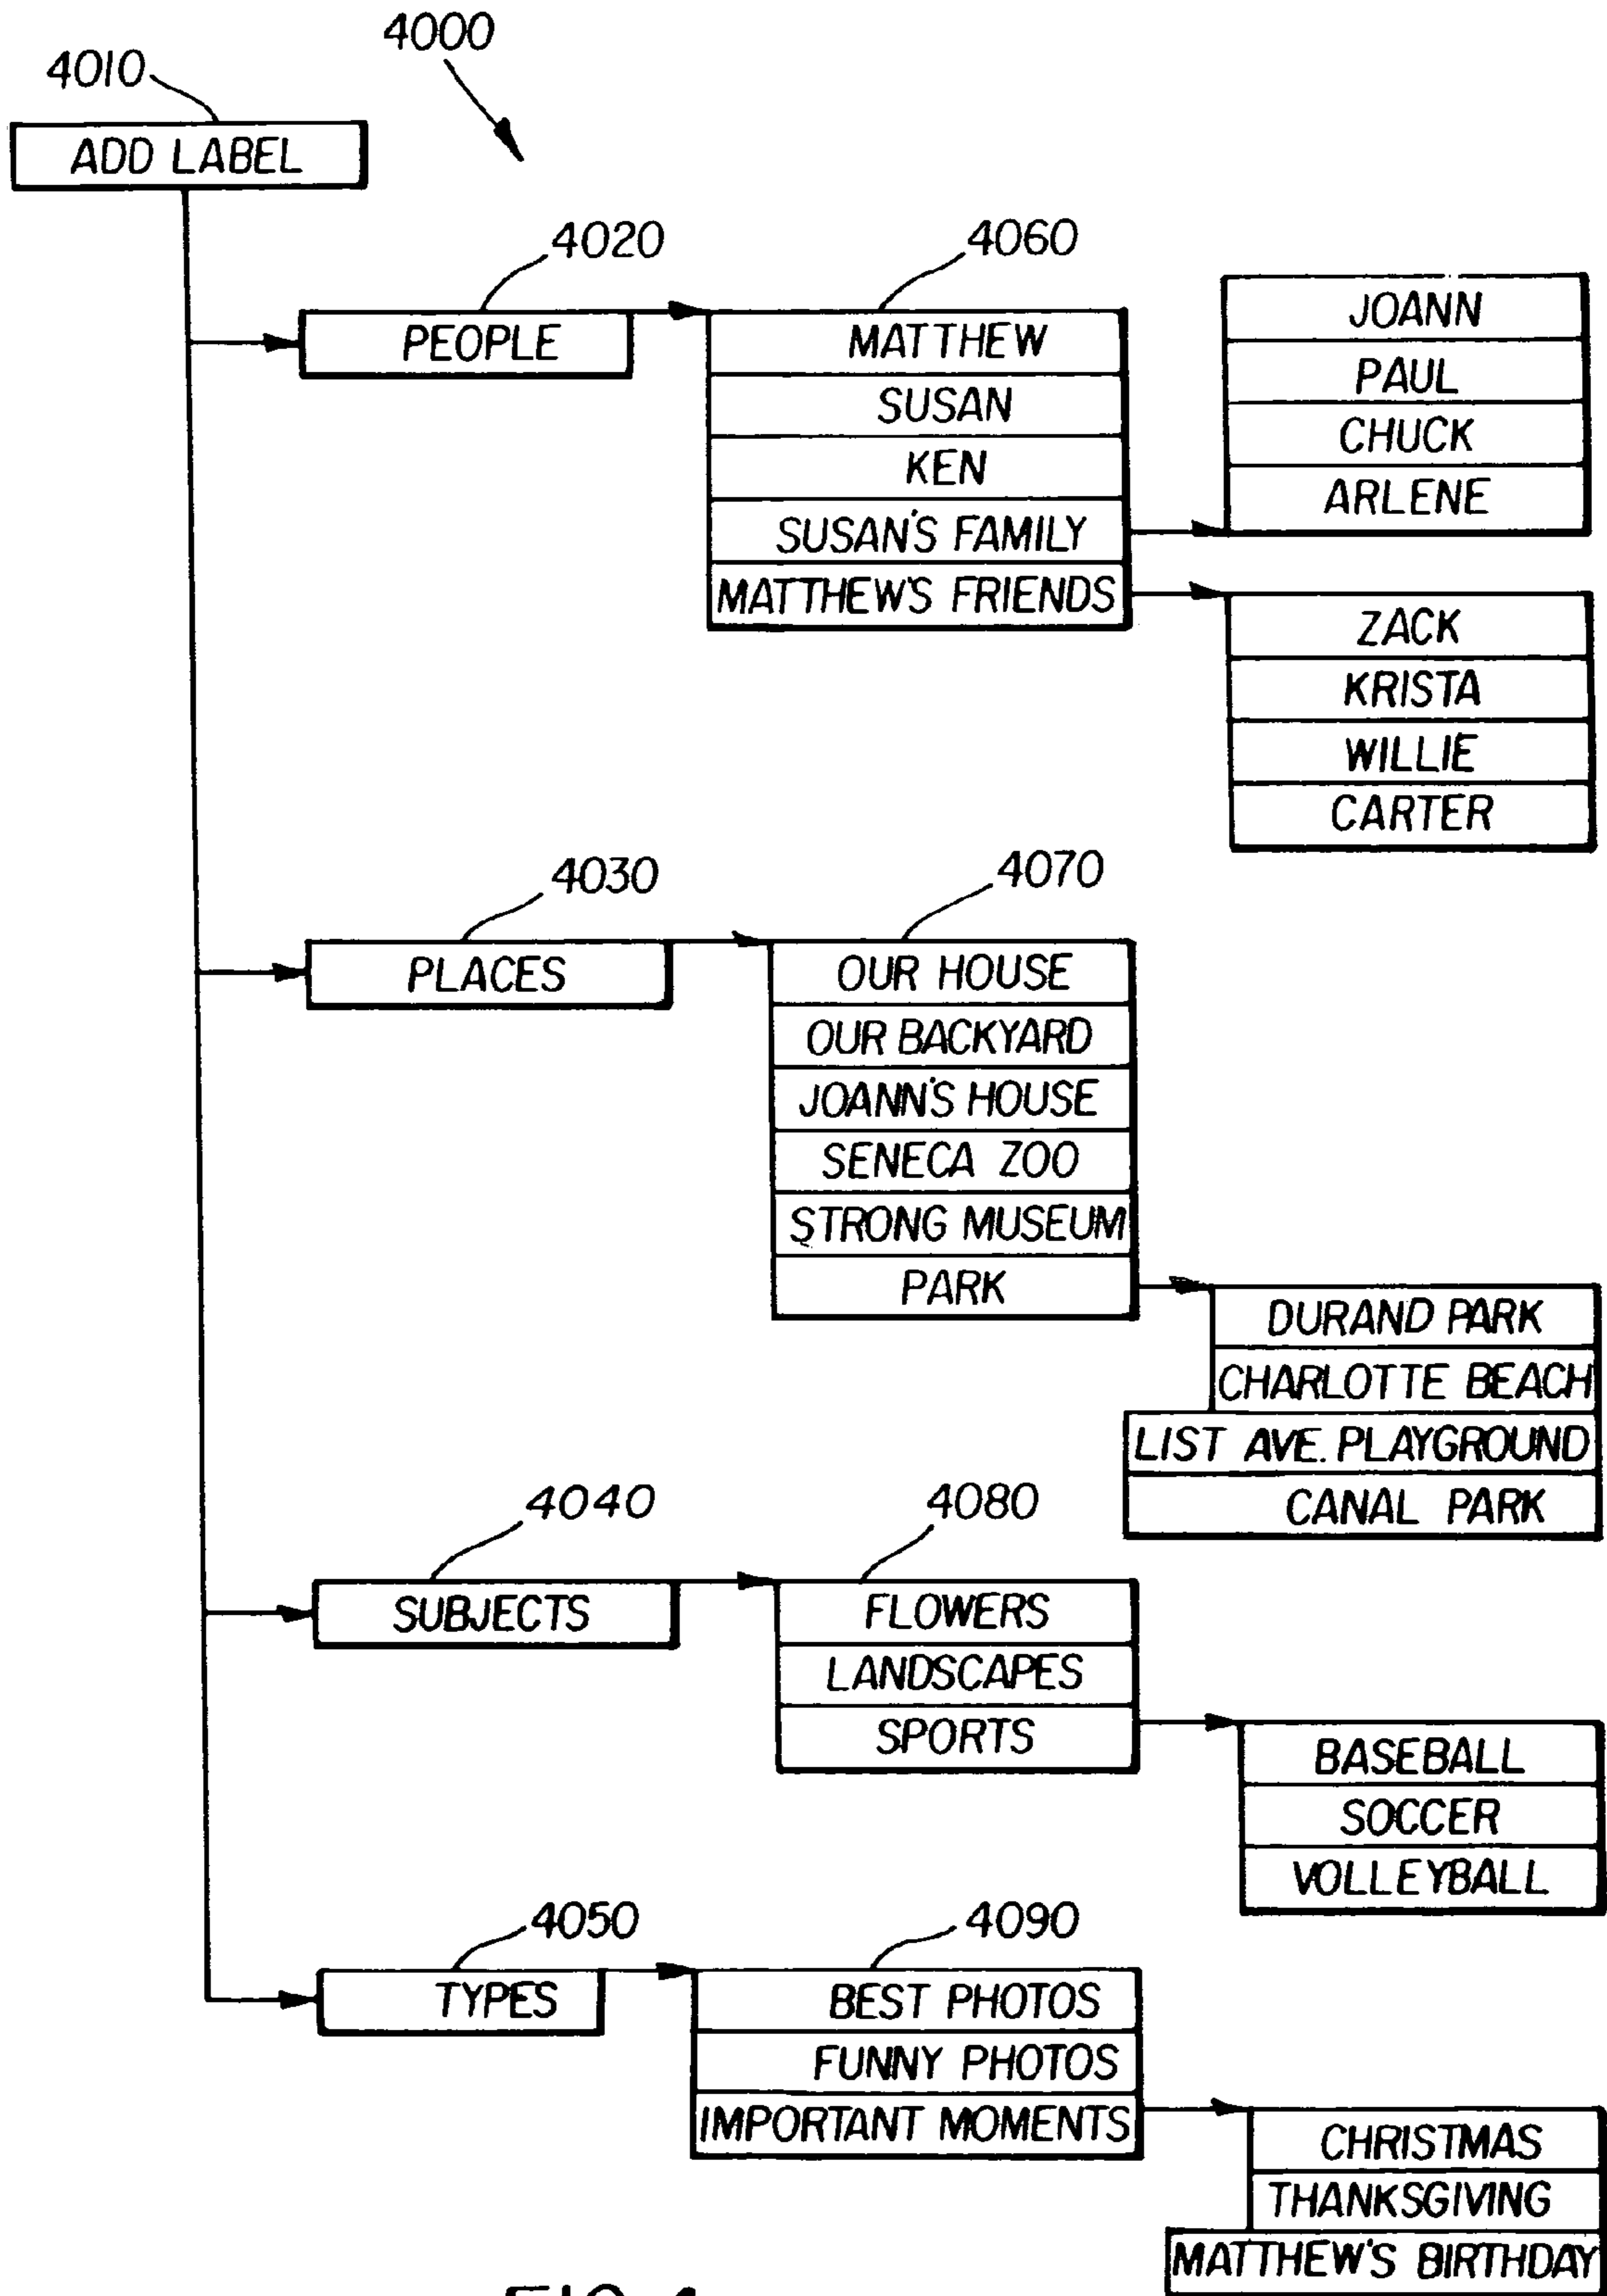 4000
4010
ADD LABEL
4020
4060
PEOPLE
MATTHEW
SUSAN
KEN
SUSAN'S FAMILY
MATTHEW'S FRIENDS
JOANN
PAUL
CHUCK
ARLENE
ZACK
KRISTA
WILLIE
CARTER
4030
4070
PLACES
OUR HOUSE
OUR BACKYARD
JOANN'S HOUSE
SENECA ZOO
STRONG MUSEUM
PARK
DURAND PARK
CHARLOTTE BEACH
LIST AVE. PLAYGROUND
CANAL PARK
4040
4080
SUBJECTS
FLOWERS
LANDSCAPES
SPORTS
BASEBALL
SOCCER
VOLLEYBALL
4050
4090
TYPES
BEST PHOTOS
FUNNY PHOTOS
IMPORTANT MOMENTS
CHRISTMAS
THANKSGIVING
MATTHEW'S BIRTHDAY